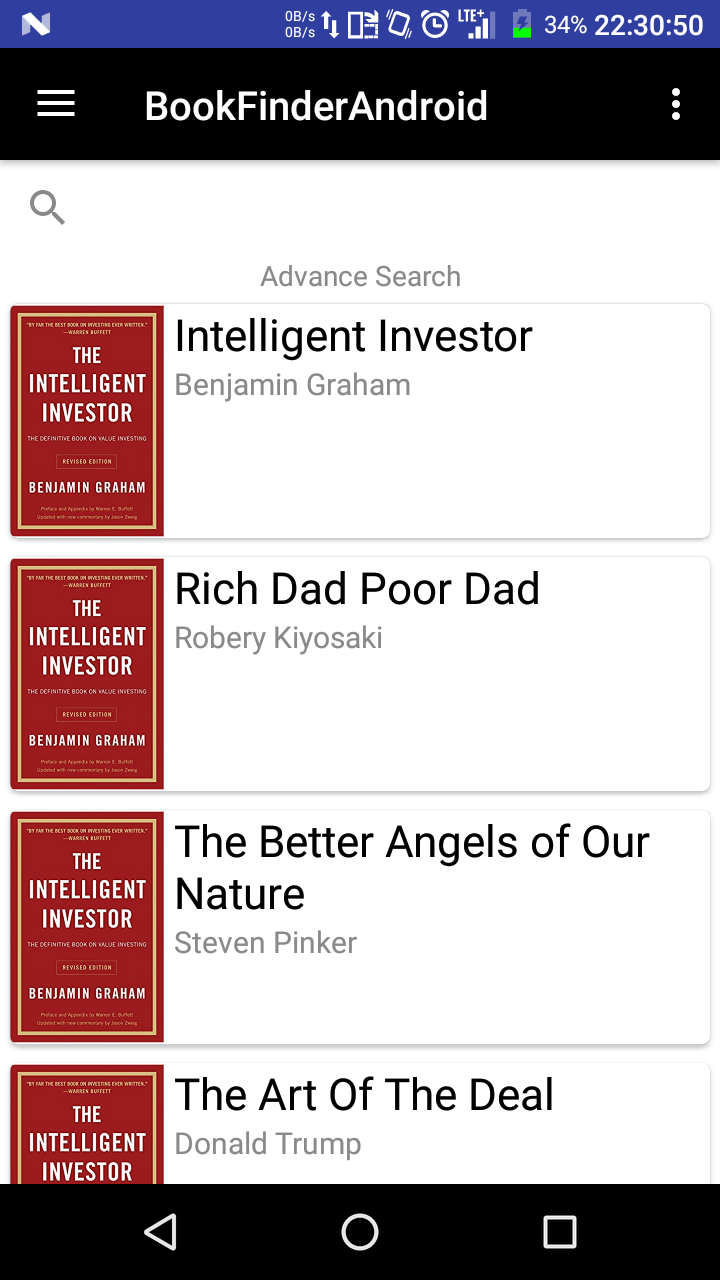 0B/s
0B/s
LTE+
34% 22:30:50
BookFinderAndroid
Advance Search
"BY FAR THE BEST BOOK ON INVESTING EVER WRITTEN."
—WARREN BUFFETT
THE
INTELLIGENT
INVESTOR
THE DEFINITIVE BOOK ON VALUE INVESTING
REVISED EDITION
BENJAMIN GRAHAM
Preface and Appendix by Warren E. Buffett
Updated with new commentary by Jason Zweig
Intelligent Investor
Benjamin Graham
"BY FAR THE BEST BOOK ON INVESTING EVER WRITTEN."
—WARREN BUFFETT
THE
INTELLIGENT
INVESTOR
THE DEFINITIVE BOOK ON VALUE INVESTING
REVISED EDITION
BENJAMIN GRAHAM
Preface and Appendix by Warren E. Buffett
Updated with new commentary by Jason Zweig
Rich Dad Poor Dad
Robery Kiyosaki
"BY FAR THE BEST BOOK ON INVESTING EVER WRITTEN."
—WARREN BUFFETT
THE
INTELLIGENT
INVESTOR
THE DEFINITIVE BOOK ON VALUE INVESTING
REVISED EDITION
BENJAMIN GRAHAM
Preface and Appendix by Warren E. Buffett
Updated with new commentary by Jason Zweig
The Better Angels of Our
Nature
Steven Pinker
"BY FAR THE BEST BOOK ON INVESTING EVER WRITTEN."
—WARREN BUFFETT
THE
INTELLIGENT
INVESTOR
The Art Of The Deal
Donald Trump